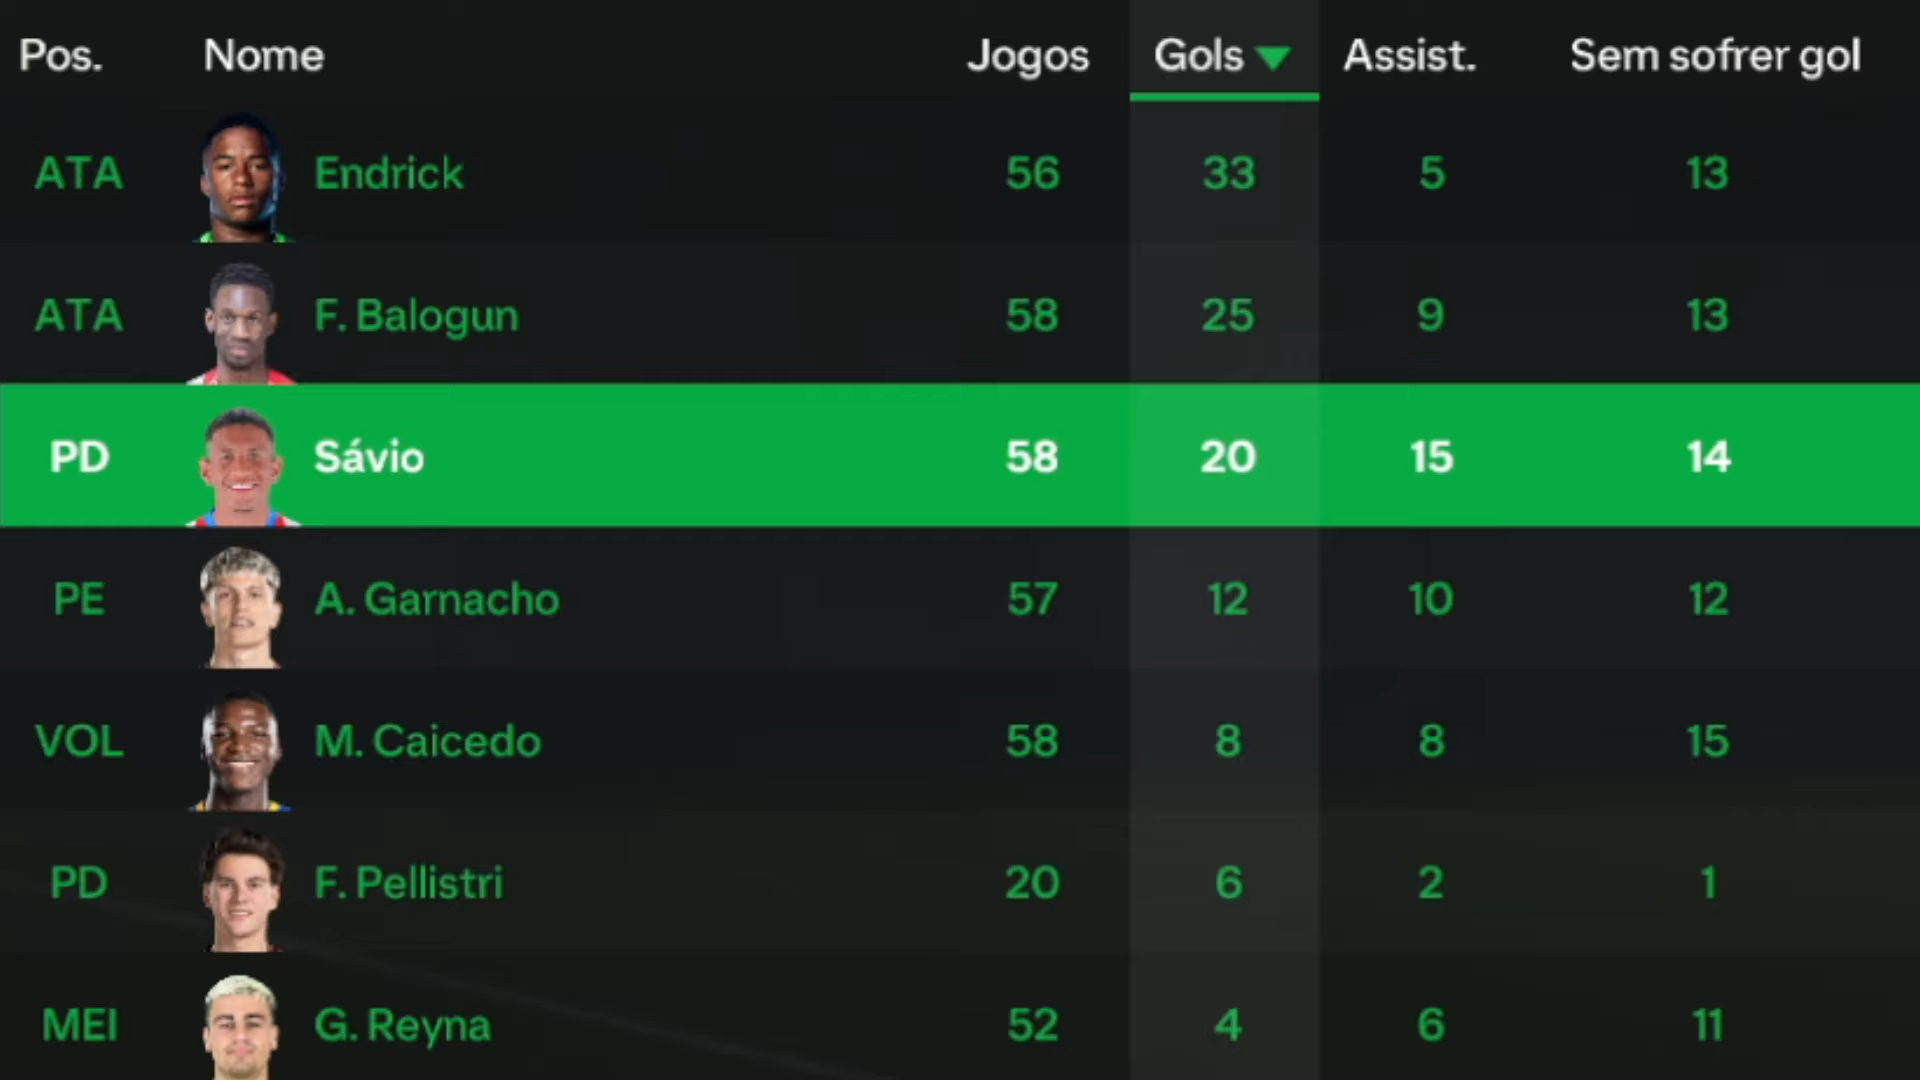 Pos. Nome Jogos Gols Assist. Sem sofrer gol
ATA Endrick 56 33 5 13
ATA F. Balogun 58 25 9 13
PD Sávio 58 20 15 14
PE A. Garnacho 57 12 10 12
VOL M. Caicedo 58 8 8 15
PD F. Pellistri 20 6 2 1
MEI G. Reyna 52 4 6 11